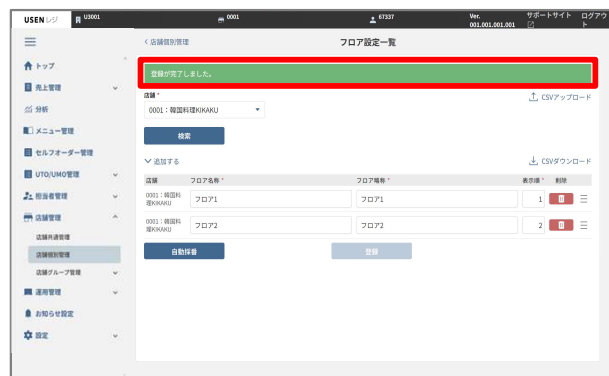 USENレジ U3001 0001 67337 Ver. 001.001.001.001 サポートサイト ログアウト
< 店舗個別管理 フロア設定一覧
トップ
売上管理
分析
メニュー管理
セルフオーダー管理
UTO/UMO管理
担当者管理
店舗管理
店舗共通管理
店舗個別管理
店舗グループ管理
運用管理
お知らせ設定
設定
登録が完了しました。
店舗 *
CSVアップロード
0001：韓国料理KIKAKU
検索
追加する
CSVダウンロード
店舗 フロア名称 * フロア略称 * 表示順 * 削除
0001：韓国料理KIKAKU フロア1 フロア1 1
0001：韓国料理KIKAKU フロア2 フロア2 2
自動採番 登録